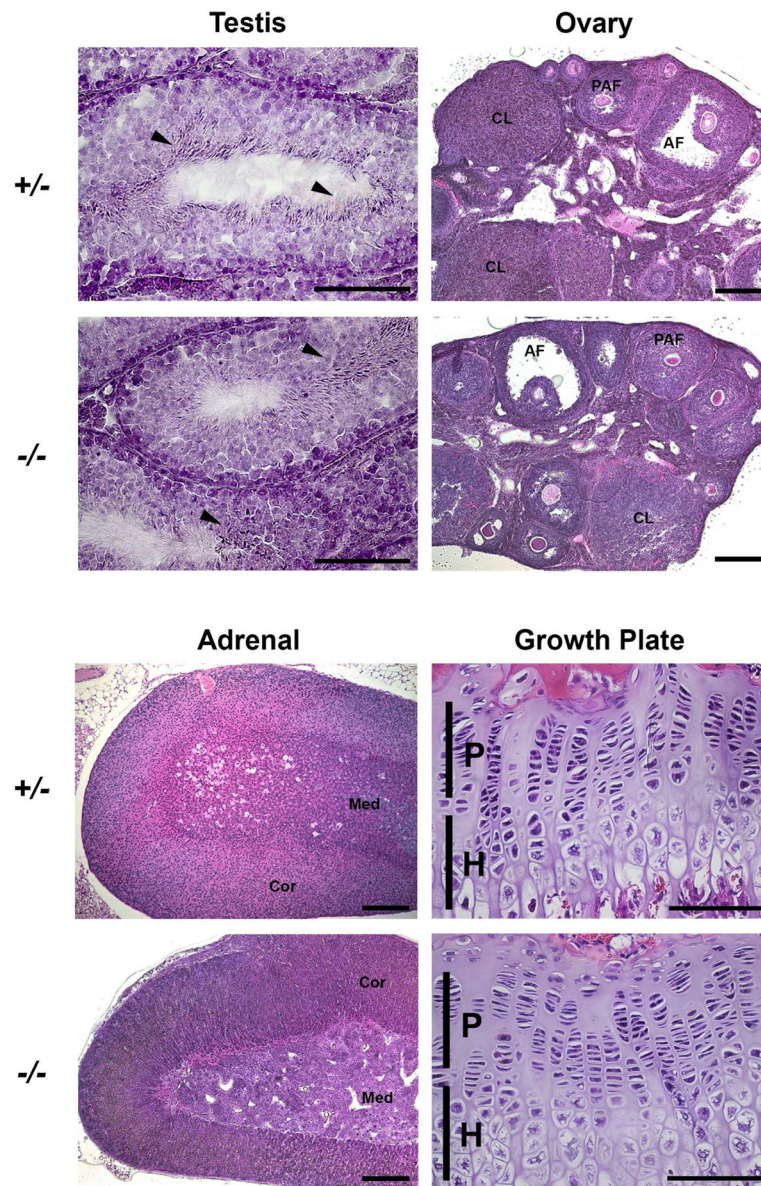 Testis Ovary
+/-
PAF
CL
AF
CL
-/-
AF
PAF
CL
Adrenal Growth Plate
+/-
Med
Cor
P
H
-/-
Cor
Med
P
H